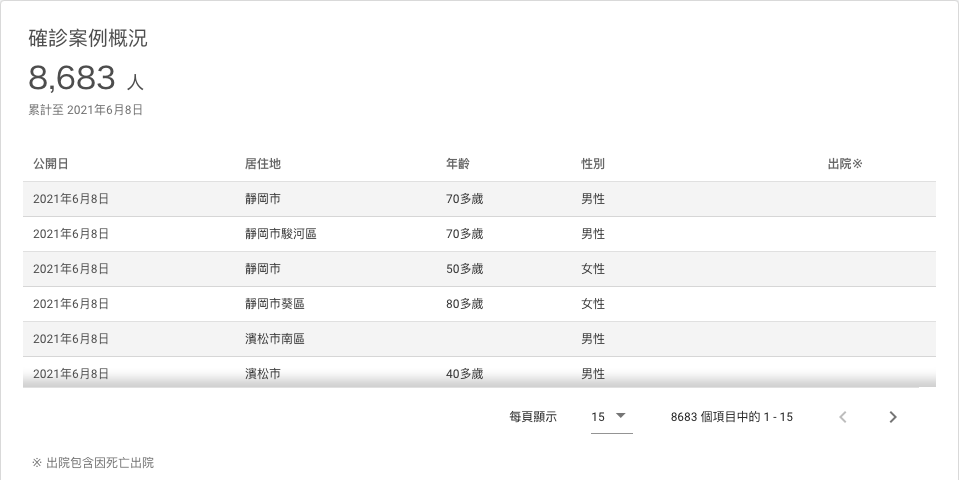 確診案例概況
8,683 人
累計至 2021年6月8日
公開日 居住地 年齡 性別 出院※
2021年6月8日 靜岡市 70多歲 男性
2021年6月8日 靜岡市駿河區 70多歲 男性
2021年6月8日 靜岡市 50多歲 女性
2021年6月8日 靜岡市葵區 80多歲 女性
2021年6月8日 濱松市南區 男性
2021年6月8日 濱松市 40多歲 男性
每頁顯示 15 8683 個項目中的 1 - 15
※ 出院包含因死亡出院